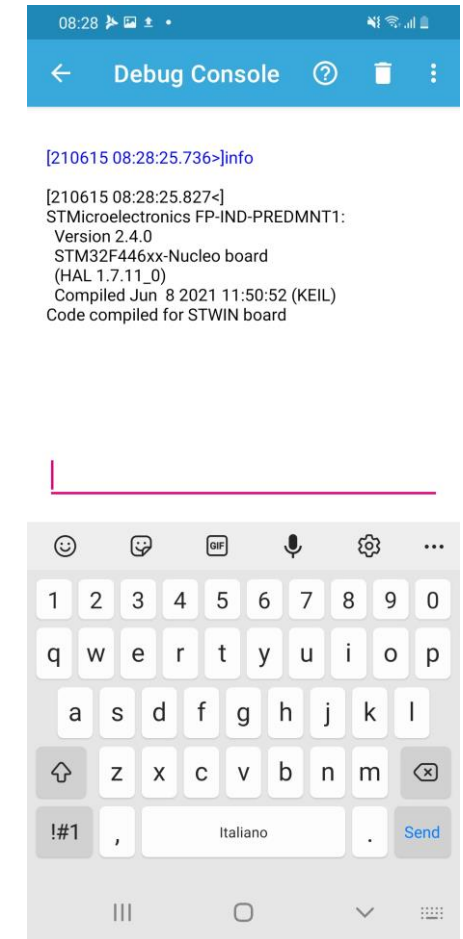 08:28
Debug Console
[210615 08:28:25.736>]info
[210615 08:28:25.827<]
STMicroelectronics FP-IND-PREDMNT1:
Version 2.4.0
STM32F446xx-Nucleo board
(HAL 1.7.11_0)
Compiled Jun  8 2021 11:50:52 (KEIL)
Code compiled for STWIN board
GIF
1 2 3 4 5 6 7 8 9 0
q w e r t y u i o p
a s d f g h j k l
z x c v b n m
!#1 , Italiano . Send